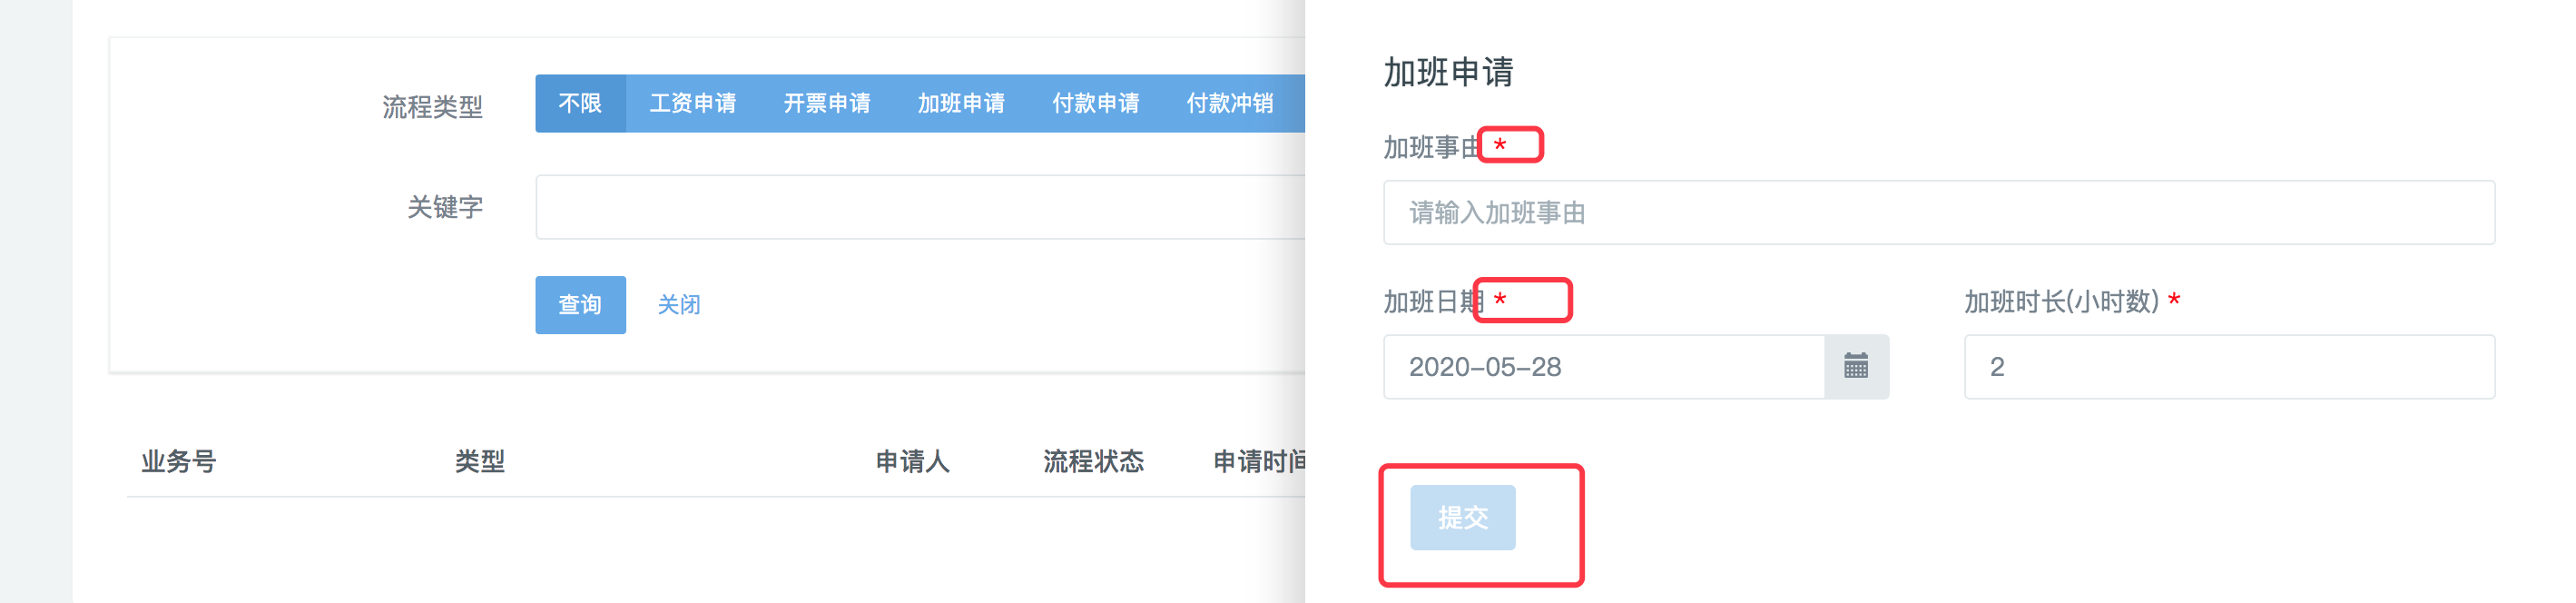 流程类型
不限 工资申请 开票申请 加班申请 付款申请 付款冲销
关键字
查询 关闭
业务号 类型 申请人 流程状态 申请时间
加班申请
加班事由 *
请输入加班事由
加班日期 * 加班时长(小时数) *
2020-05-28 2
提交